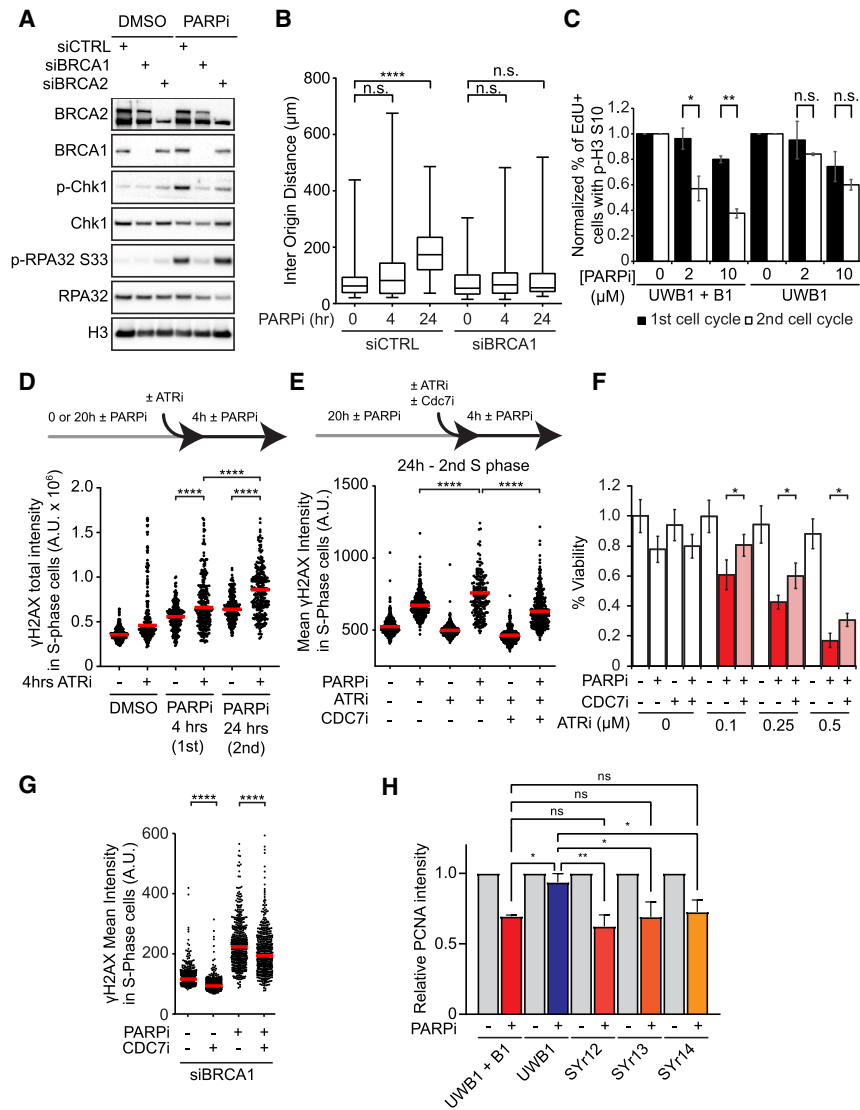 A
DMSO PARPi
siCTRL + +
siBRCA1 + +
siBRCA2 + +
BRCA2
BRCA1
p-Chk1
Chk1
p-RPA32 S33
RPA32
H3
B
Inter Origin Distance (µm)
800
600
400
200
0
****
n.s.
n.s.
n.s.
PARPi (hr) 0 4 24 0 4 24
siCTRL siBRCA1
C
Normalized % of EdU+
cells with p-H3 S10
1.2
1.0
0.8
0.6
0.4
0.2
0
* ** n.s. n.s.
[PARPi] 0 2 10 0 2 10
(µM) UWB1 + B1 UWB1
1st cell cycle 2nd cell cycle
D
± ATRi
0 or 20h ± PARPi 4h ± PARPi
γH2AX total intensity
in S-Phase cells (A.U. x 10⁶)
2.0
1.5
1.0
0.5
0
****
**** ****
4hrs ATRi - + - + - +
DMSO PARPi PARPi
4 hrs 24 hrs
(1st) (2nd)
E
± ATRi
± Cdc7i
20h ± PARPi 4h ± PARPi
24h - 2nd S phase
Mean γH2AX Intensity
in S-Phase cells (A.U.)
1500
1000
500
**** ****
PARPi - + - + - +
ATRi - - + + + +
CDC7i - - - - + +
F
% Viability
1.2
1.0
0.8
0.6
0.4
0.2
0
* * *
PARPi - + - + - + + - + + - + +
CDC7i - - + + - - + - - + - - +
ATRi (µM) 0 0.1 0.25 0.5
G
γH2AX Mean Intensity
in S-Phase cells (A.U.)
600
400
200
0
**** ****
PARPi - - + +
CDC7i - + - +
siBRCA1
H
Relative PCNA intensity
1.0
0.5
0
ns
ns
ns
*
*
* **
PARPi - + - + - + - + - +
UWB1 + B1 UWB1 SYr12 SYr13 SYr14